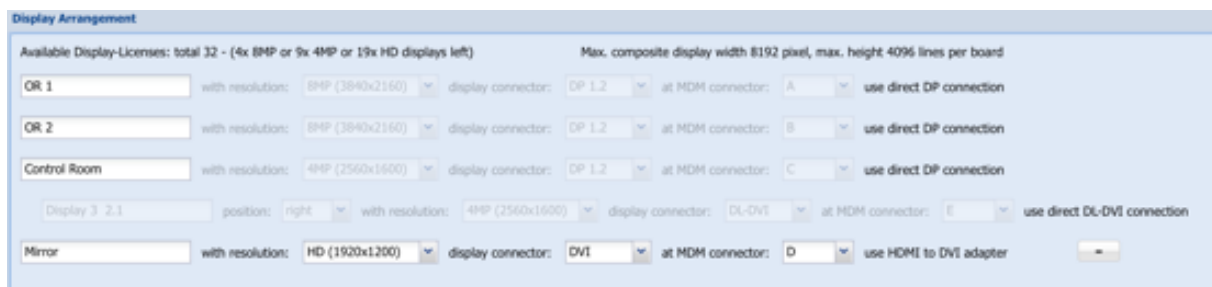 Display Arrangement
Available Display-Licenses: total 32 - (4x 8MP or 9x 4MP or 19x HD displays left) Max. composite display width 8192 pixel, max. height 4096 lines per board
OR 1 with resolution: 8MP (3840x2160) display connector: DP 1.2 at MDM connector: A use direct DP connection
OR 2 with resolution: 8MP (3840x2160) display connector: DP 1.2 at MDM connector: B use direct DP connection
Control Room with resolution: 4MP (2560x1600) display connector: DP 1.2 at MDM connector: C use direct DP connection
Display 3 2.1 position: right with resolution: 4MP (2560x1600) display connector: DL-DVI at MDM connector: E use direct DL-DVI connection
Mirror with resolution: HD (1920x1200) display connector: DVI at MDM connector: D use HDMI to DVI adapter -